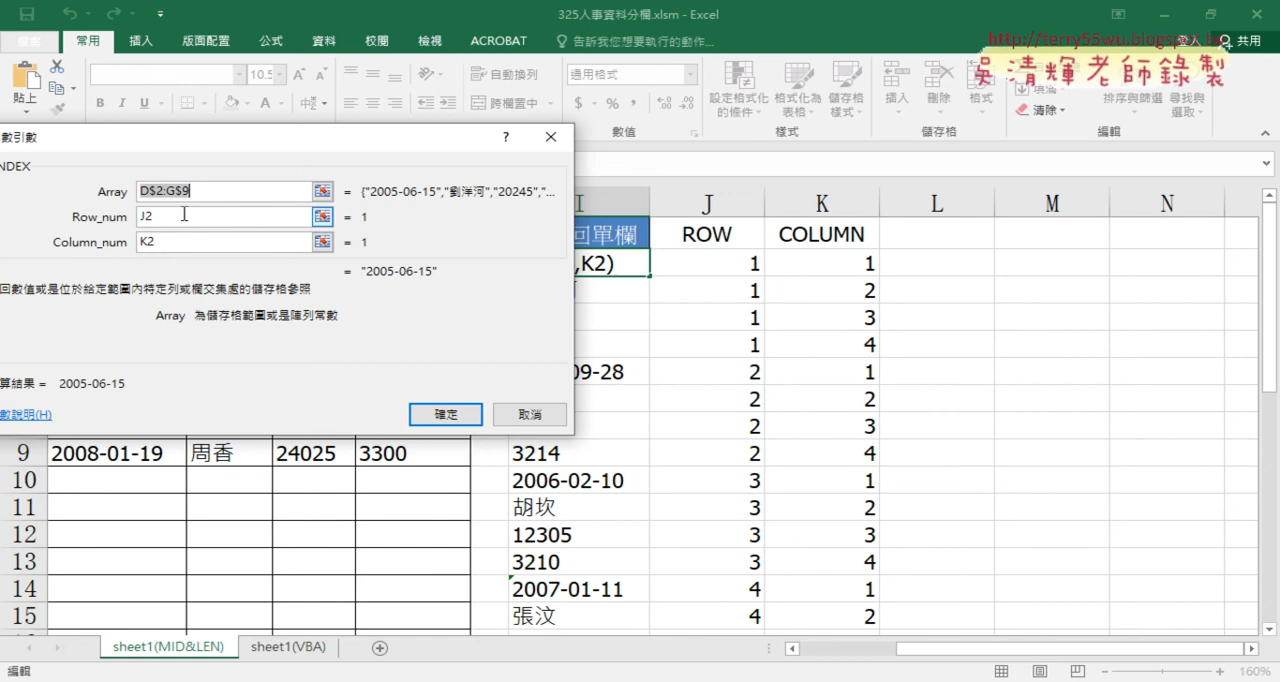 325人事資料分欄.xlsm - Excel
http://terry55wu.blogspot.tw
常用 插入 版面配置 公式 資料 校閱 檢視 ACROBAT 告訴我您想要執行的動作... 登入 共用
吳清輝老師錄製
貼上 10.5 自動換列 通用格式 設定格式化的條件 格式化為表格 儲存格樣式 插入 刪除 格式 填滿 清除 排序與篩選 尋找與選取
B I U 跨欄置中 $ %
數值 樣式 儲存格 編輯
數引數 ?
NDEX
Array D$2:G$9 = {"2005-06-15","劉洋河","20245","...
Row_num J2 = 1
Column_num K2 = 1
= "2005-06-15"
回數值或是位於給定範圍內特定列或欄交集處的儲存格參照
Array 為儲存格範圍或是陣列常數
算結果 = 2005-06-15
數說明(H) 確定 取消
I J K L M N
回單欄 ROW COLUMN
,K2) 1 1
1 2
1 3
1 4
09-28 2 1
2 2
2 3
9 2008-01-19 周香 24025 3300 3214 2 4
10 2006-02-10 3 1
11 胡坎 3 2
12 12305 3 3
13 3210 3 4
14 2007-01-11 4 1
15 張汶 4 2
sheet1(MID&LEN) sheet1(VBA)
編輯 160%